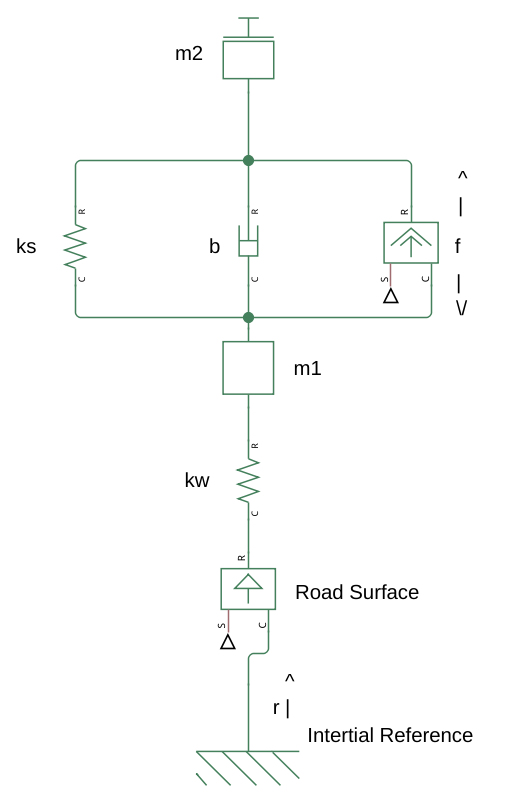 m2
^
|
R
R
R
ks
b
f
C
C
S
C
|
\/
m1
R
kw
C
R
Road Surface
S
C
^
r |
Intertial Reference